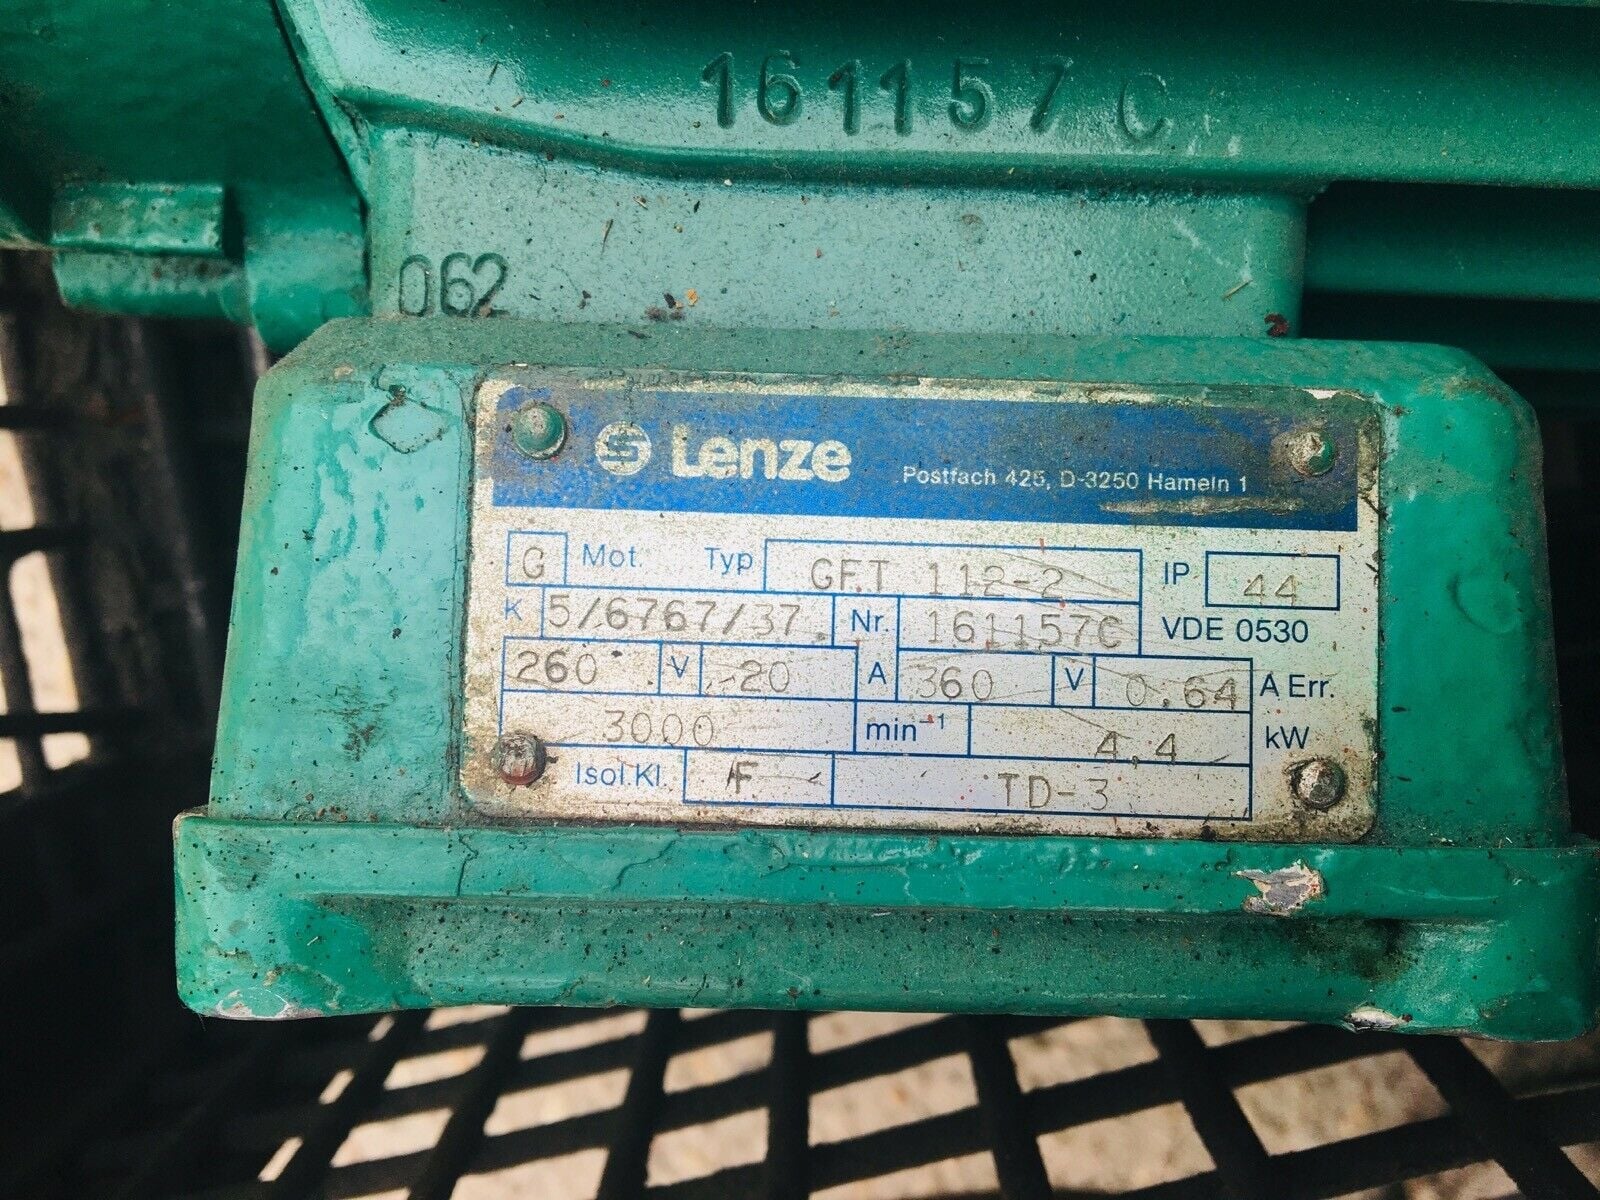 161157 C
062
Lenze Postfach 425, D-3250 Hameln 1
G Mot. Typ GF.T 112-2 IP 44
K 5/6767/37 Nr. 161157C VDE 0530
260 V 20 A 360 V 0.64 A Err.
3000 min⁻¹ 4,4 kW
Isol.Kl. F TD-3